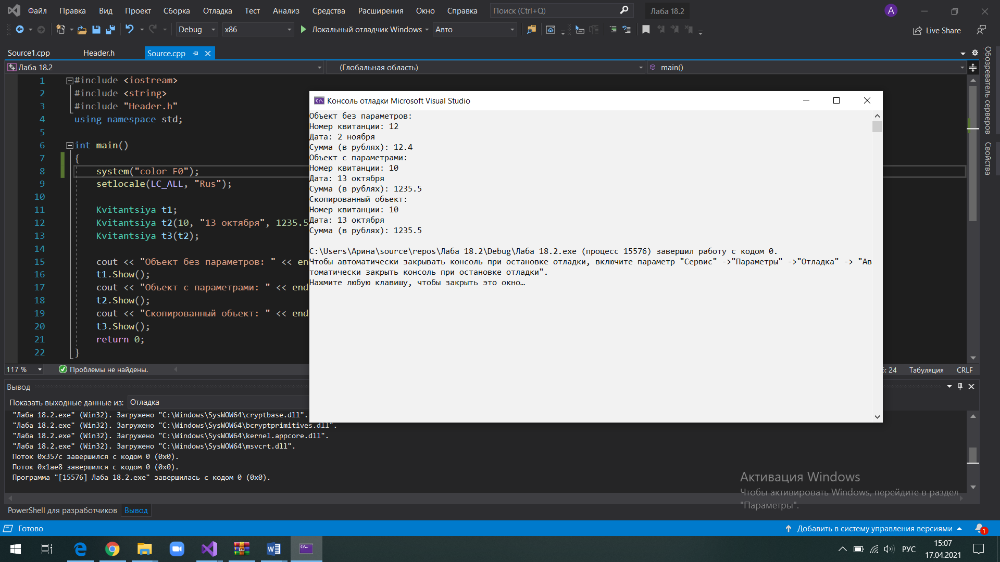 Файл Правка Вид Проект Сборка Отладка Тест Анализ Средства Расширения Окно Справка Поиск (Ctrl+Q) Лаба 18.2 A
Debug x86 Локальный отладчик Windows Авто Live Share
Source1.cpp Header.h Source.cpp
Лаба 18.2 (Глобальная область) main()
Обозреватель серверов
Свойства
1 #include <iostream>
2 #include <string>
3 #include "Header.h"
4 using namespace std;
5
6 int main()
7 {
8 system("color F0");
9 setlocale(LC_ALL, "Rus");
10
11 Kvitantsiya t1;
12 Kvitantsiya t2(10, "13 октября", 1235.5
13 Kvitantsiya t3(t2);
14
15 cout << "Объект без параметров: " << en
16 t1.Show();
17 cout << "Объект с параметрами: " << end
18 t2.Show();
19 cout << "Скопированный объект: " << end
20 t3.Show();
21 return 0;
22 }
Консоль отладки Microsoft Visual Studio
Объект без параметров:
Номер квитанции: 12
Дата: 2 ноября
Сумма (в рублях): 12.4
Объект с параметрами:
Номер квитанции: 10
Дата: 13 октября
Сумма (в рублях): 1235.5
Скопированный объект:
Номер квитанции: 10
Дата: 13 октября
Сумма (в рублях): 1235.5
C:\Users\Арина\source\repos\Лаба 18.2\Debug\Лаба 18.2.exe (процесс 15576) завершил работу с кодом 0.
Чтобы автоматически закрывать консоль при остановке отладки, включите параметр "Сервис" ->"Параметры" ->"Отладка" -> "Ав
томатически закрыть консоль при остановке отладки".
Нажмите любую клавишу, чтобы закрыть это окно…
117 % Проблемы не найдены. : 24 Табуляция CRLF
Вывод
Показать выходные данные из: Отладка
"Лаба 18.2.exe" (Win32). Загружено "C:\Windows\SysWOW64\cryptbase.dll".
"Лаба 18.2.exe" (Win32). Загружено "C:\Windows\SysWOW64\bcryptprimitives.dll".
"Лаба 18.2.exe" (Win32). Загружено "C:\Windows\SysWOW64\kernel.appcore.dll".
"Лаба 18.2.exe" (Win32). Загружено "C:\Windows\SysWOW64\msvcrt.dll".
Поток 0x357c завершился с кодом 0 (0x0).
Поток 0x1ae8 завершился с кодом 0 (0x0).
Программа "[15576] Лаба 18.2.exe" завершилась с кодом 0 (0x0).
Активация Windows
Чтобы активировать Windows, перейдите в раздел
"Параметры".
PowerShell для разработчиков Вывод
Готово Добавить в систему управления версиями 1
РУС 15:07
17.04.2021